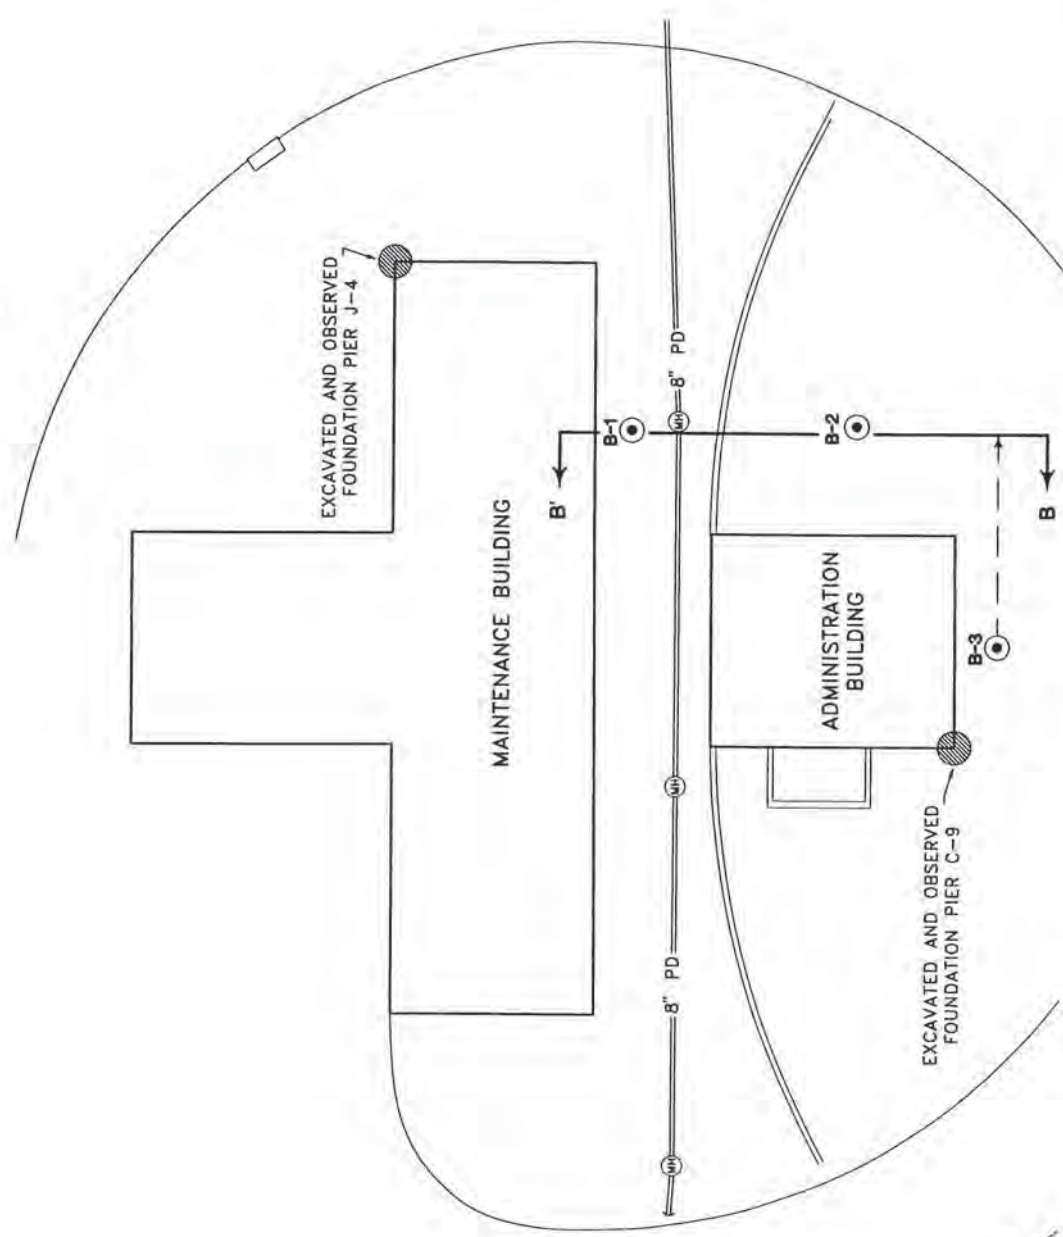 EXCAVATED AND OBSERVED
FOUNDATION PIER J-4
MAINTENANCE BUILDING
B'
B-1
MH
8" PD
B-2
B
MH
ADMINISTRATION
BUILDING
B-3
8" PD
MH
EXCAVATED AND OBSERVED
FOUNDATION PIER C-9